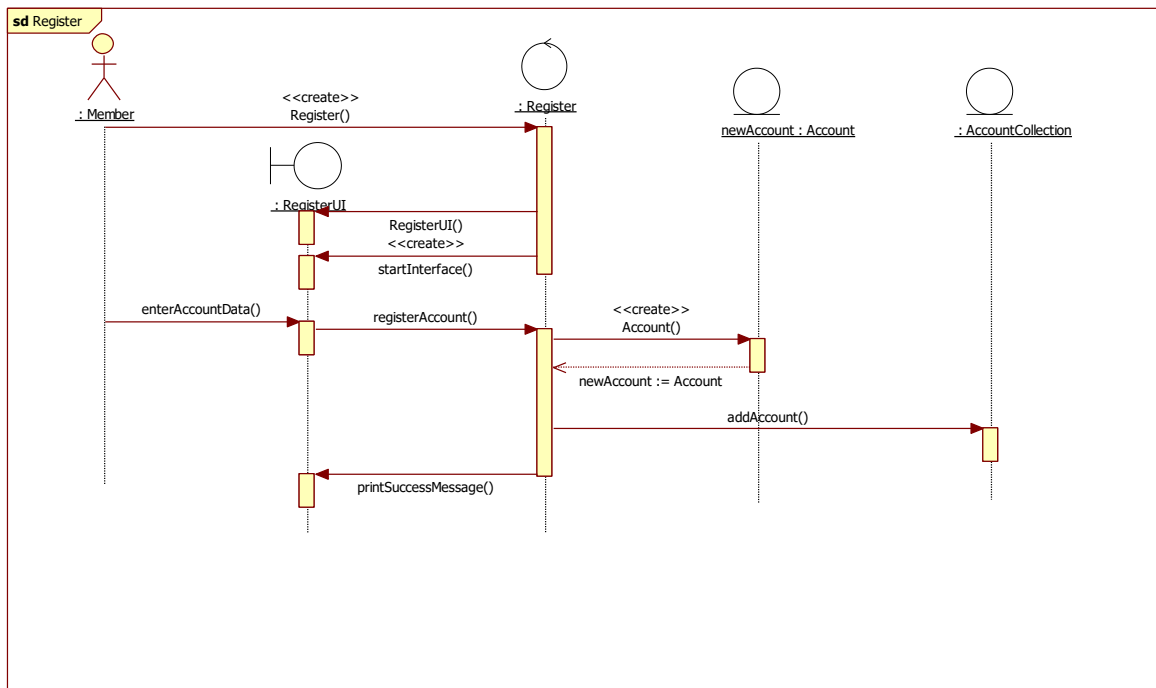 sd Register
: Member
<<create>>
Register()
: Register
newAccount : Account
: AccountCollection
: RegisterUI
RegisterUI()
<<create>>
startInterface()
enterAccountData()
registerAccount()
<<create>>
Account()
newAccount := Account
addAccount()
printSuccessMessage()